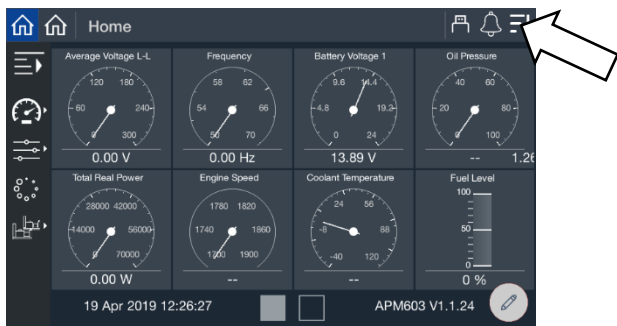 Home
Average Voltage L-L Frequency Battery Voltage 1 Oil Pressure
120 180 58 62 9.6 14.4 40 60
60 240 54 66 4.8 19.2 20 80
0 300 50 70 0 24 0 100
0.00 V 0.00 Hz 13.89 V -- 1.26
Total Real Power Engine Speed Coolant Temperature Fuel Level
100
28000 42000 1780 1820 24 56
14000 56000 1740 1860 -8 88 50
0 70000 1700 1900 -40 120
0
0.00 W -- -- 0 %
19 Apr 2019 12:26:27 APM603 V1.1.24